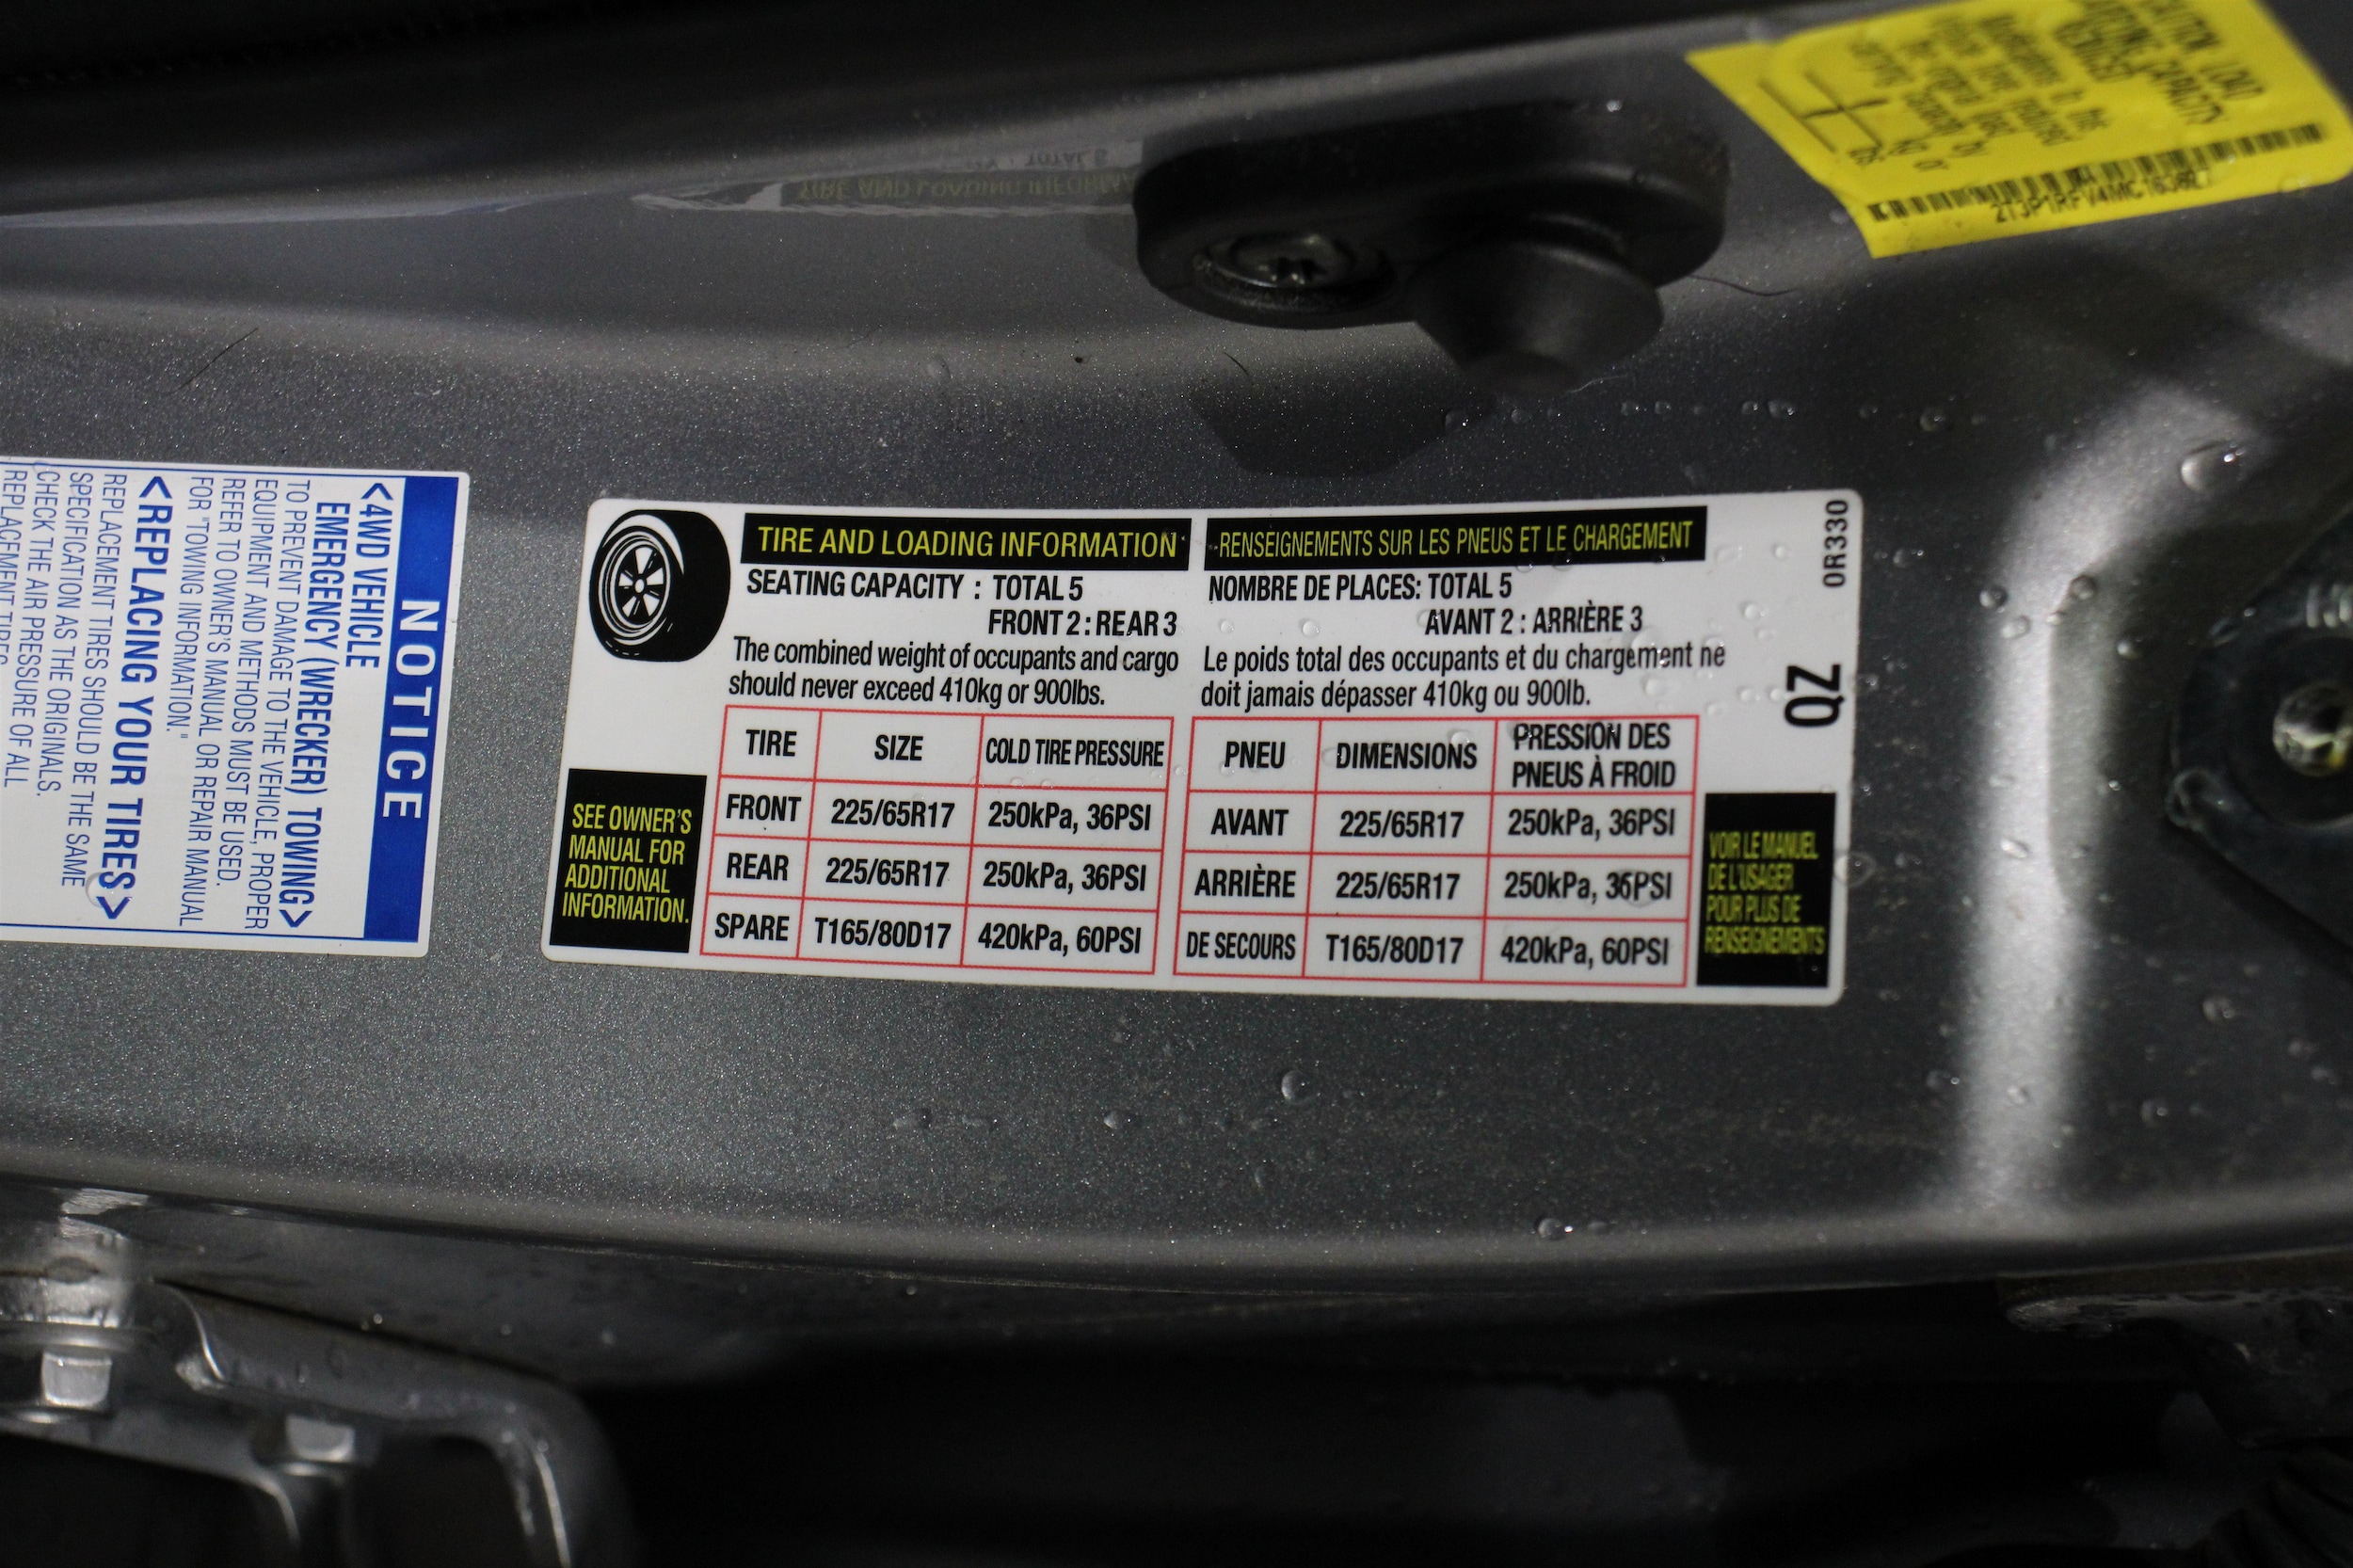 NOTICE
<4WD VEHICLE
EMERGENCY (WRECKER) TOWING>
TO PREVENT DAMAGE TO THE VEHICLE, PROPER
EQUIPMENT AND METHODS MUST BE USED.
REFER TO OWNER'S MANUAL OR REPAIR MANUAL
FOR "TOWING INFORMATION."
<REPLACING YOUR TIRES>
REPLACEMENT TIRES SHOULD BE THE SAME
SPECIFICATION AS THE ORIGINALS.
CHECK THE AIR PRESSURE OF ALL
REPLACEMENT TIRES
TIRE AND LOADING INFORMATION
SEATING CAPACITY : TOTAL 5
FRONT 2 : REAR 3
The combined weight of occupants and cargo
should never exceed 410kg or 900lbs.
TIRE SIZE COLD TIRE PRESSURE
FRONT 225/65R17 250kPa, 36PSI
REAR 225/65R17 250kPa, 36PSI
SPARE T165/80D17 420kPa, 60PSI
SEE OWNER'S
MANUAL FOR
ADDITIONAL
INFORMATION.
RENSEIGNEMENTS SUR LES PNEUS ET LE CHARGEMENT
NOMBRE DE PLACES: TOTAL 5
AVANT 2 : ARRIÈRE 3
Le poids total des occupants et du chargement ne
doit jamais dépasser 410kg ou 900lb.
PNEU DIMENSIONS PRESSION DES
PNEUS À FROID
AVANT 225/65R17 250kPa, 36PSI
ARRIÈRE 225/65R17 250kPa, 36PSI
DE SECOURS T165/80D17 420kPa, 60PSI
VOIR LE MANUEL
DE L'USAGER
POUR PLUS DE
RENSEIGNEMENTS
0R330
QZ
CAUTION LOAD
CAPACITY
REDUCED